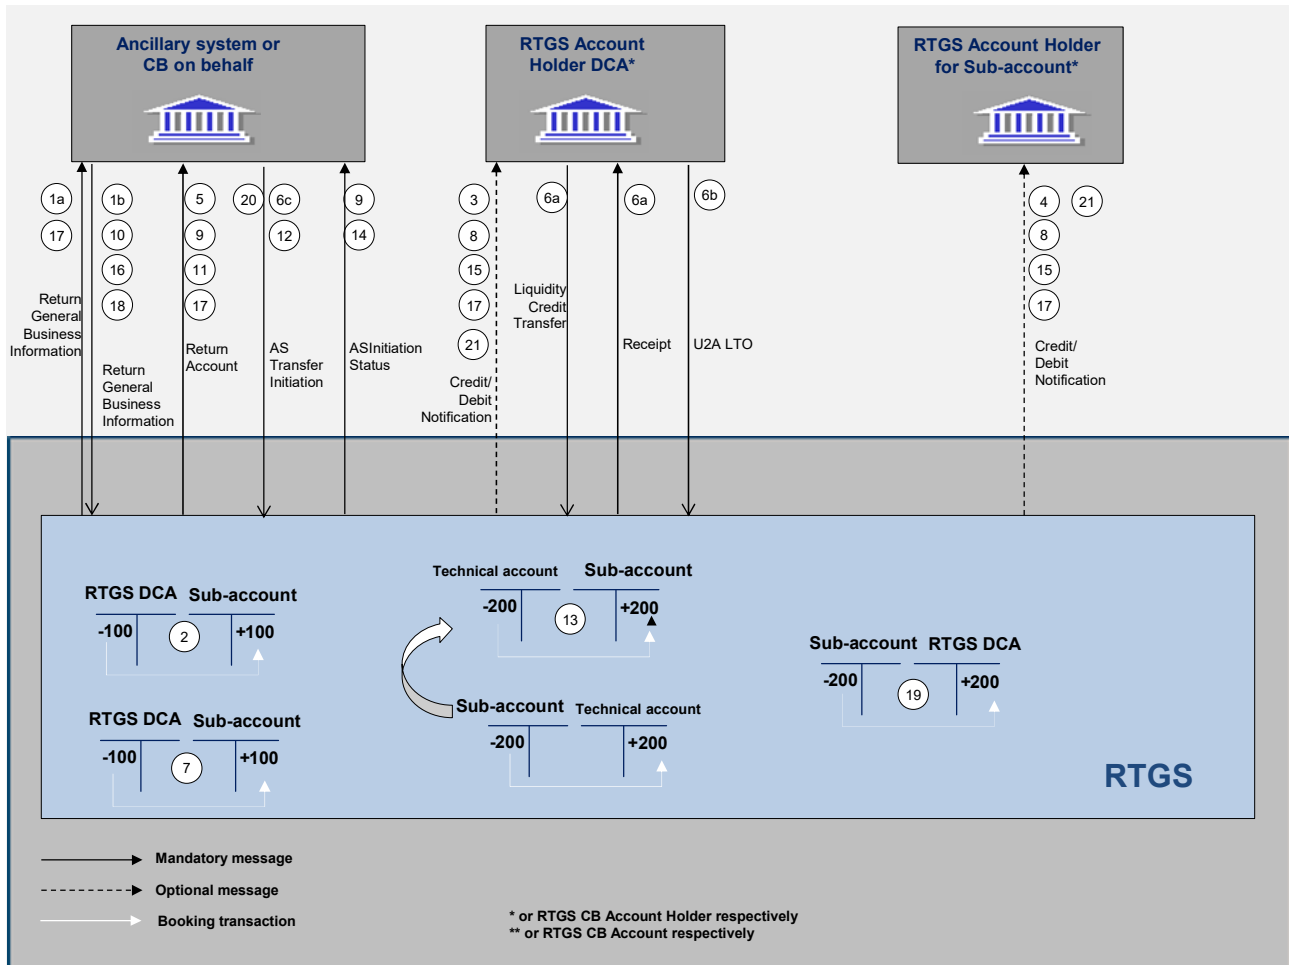 Ancillary system or
CB on behalf
RTGS Account
Holder DCA*
RTGS Account Holder
for Sub-account*
1a
17
Return
General
Business
Information
1b
10
16
18
Return
General
Business
Information
5
9
11
17
Return
Account
20
6c
12
AS
Transfer
Initiation
9
14
ASInitiation
Status
3
8
15
17
21
Credit/
Debit
Notification
6a
Liquidity
Credit
Transfer
6a
Receipt
6b
U2A LTO
4
21
8
15
17
Credit/
Debit
Notification
RTGS DCA Sub-account
-100 2 +100
RTGS DCA Sub-account
-100 7 +100
Technical account Sub-account
-200 13 +200
Sub-account Technical account
-200 +200
Sub-account RTGS DCA
-200 19 +200
RTGS
Mandatory message
Optional message
Booking transaction
* or RTGS CB Account Holder respectively
** or RTGS CB Account respectively